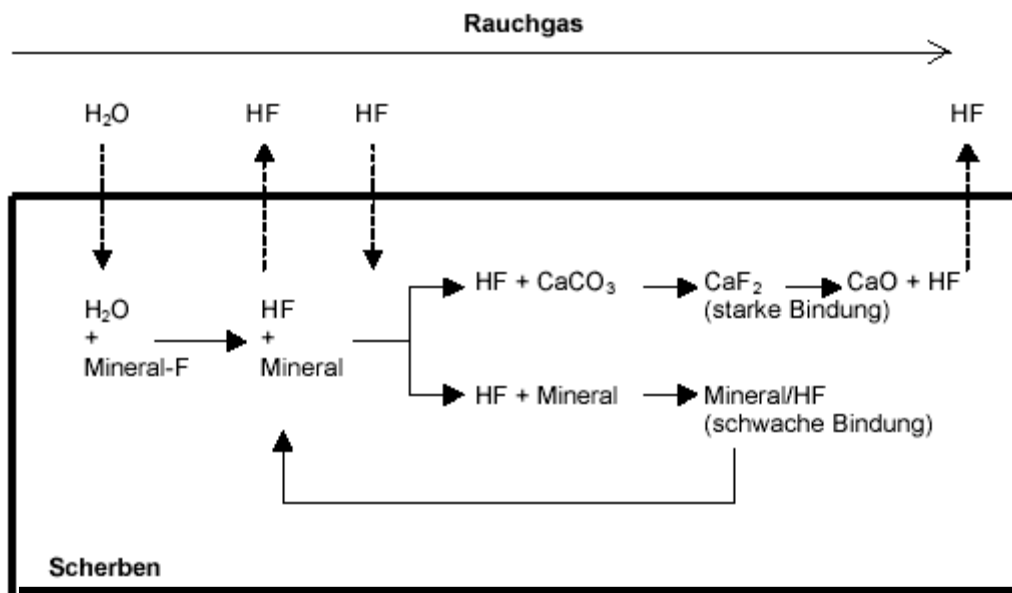 Rauchgas
H₂O HF HF HF
HF + CaCO₃ CaF₂ CaO + HF
(starke Bindung)
H₂O HF
+ +
Mineral-F Mineral
HF + Mineral Mineral/HF
(schwache Bindung)
Scherben